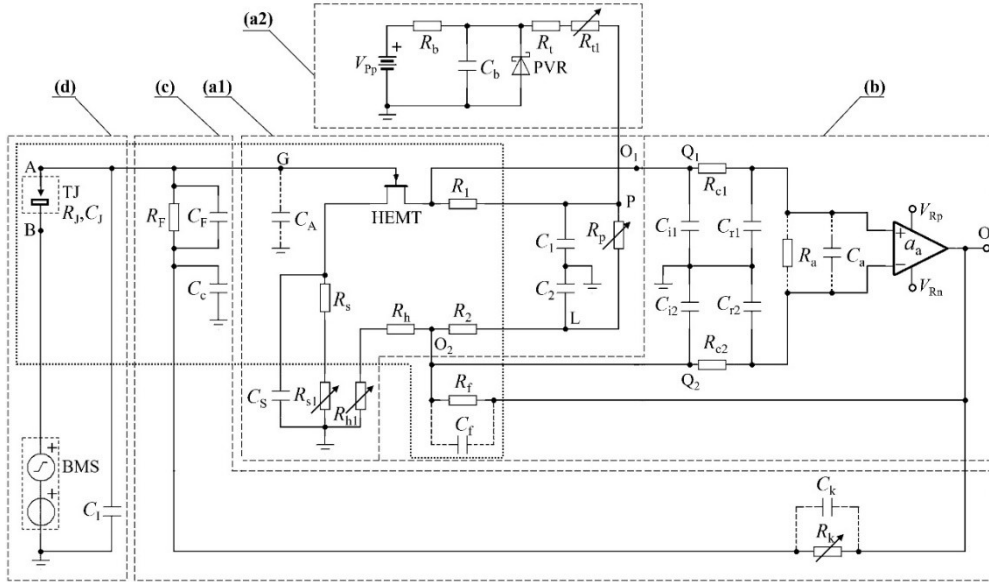 (a2)
R_b
R_t
R_t1
V_Pp
C_b
PVR
(d)
(c)
(a1)
(b)
A
G
O_1
Q_1
TJ
R_J,C_J
B
R_F
C_F
C_A
HEMT
R_1
P
R_c1
C_c
C_1
R_p
C_i1
C_r1
R_a
C_a
a_a
V_Rp
V_Rn
O
R_s
R_h
R_2
C_2
L
C_i2
C_r2
O_2
R_c2
Q_2
C_S
R_s1
R_h1
R_f
C_f
BMS
C_I
C_k
R_k
+
+
+
+
−